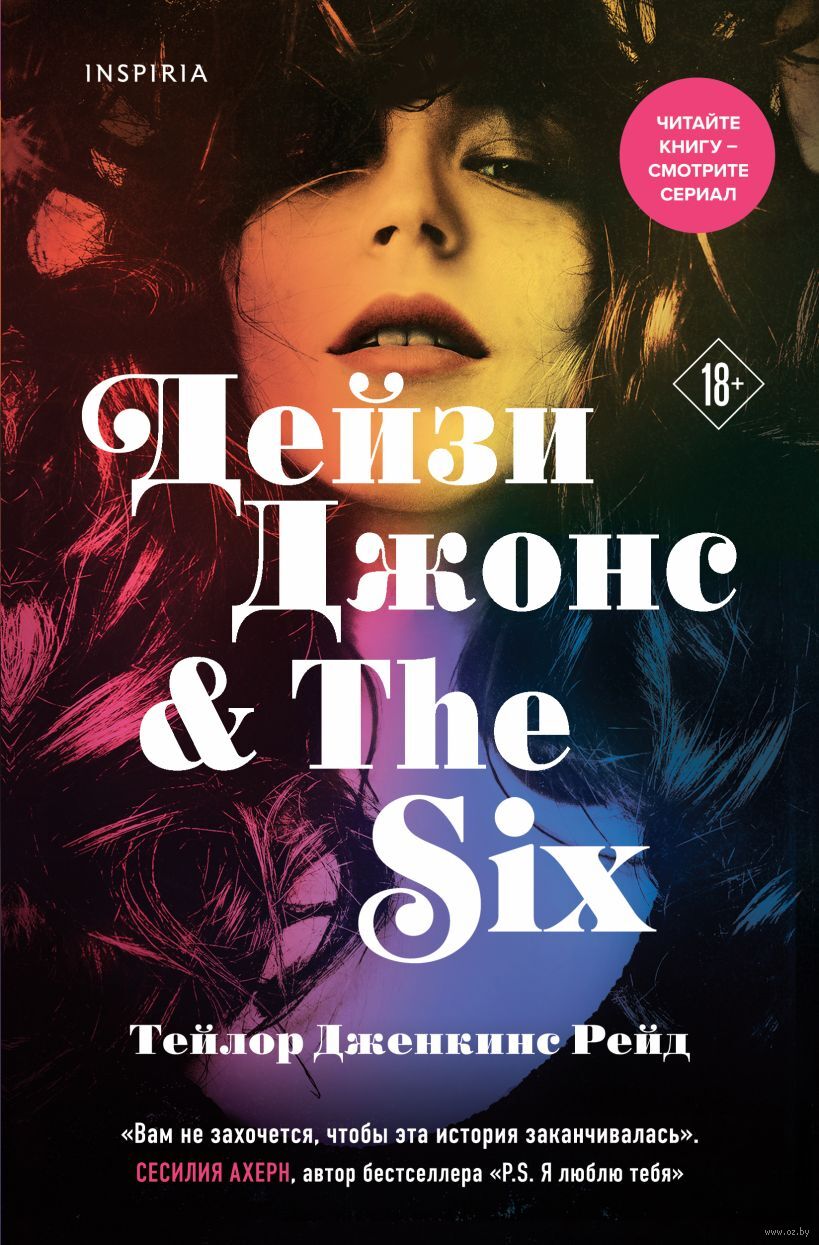 INSPIRIA
ЧИТАЙТЕ
КНИГУ –
СМОТРИТЕ
СЕРИАЛ
18+
Дейзи
Джонс
& The
Six
Тейлор Дженкинс Рейд
«Вам не захочется, чтобы эта история заканчивалась».
СЕСИЛИЯ АХЕРН, автор бестселлера «P.S. Я люблю тебя»
www.oz.by